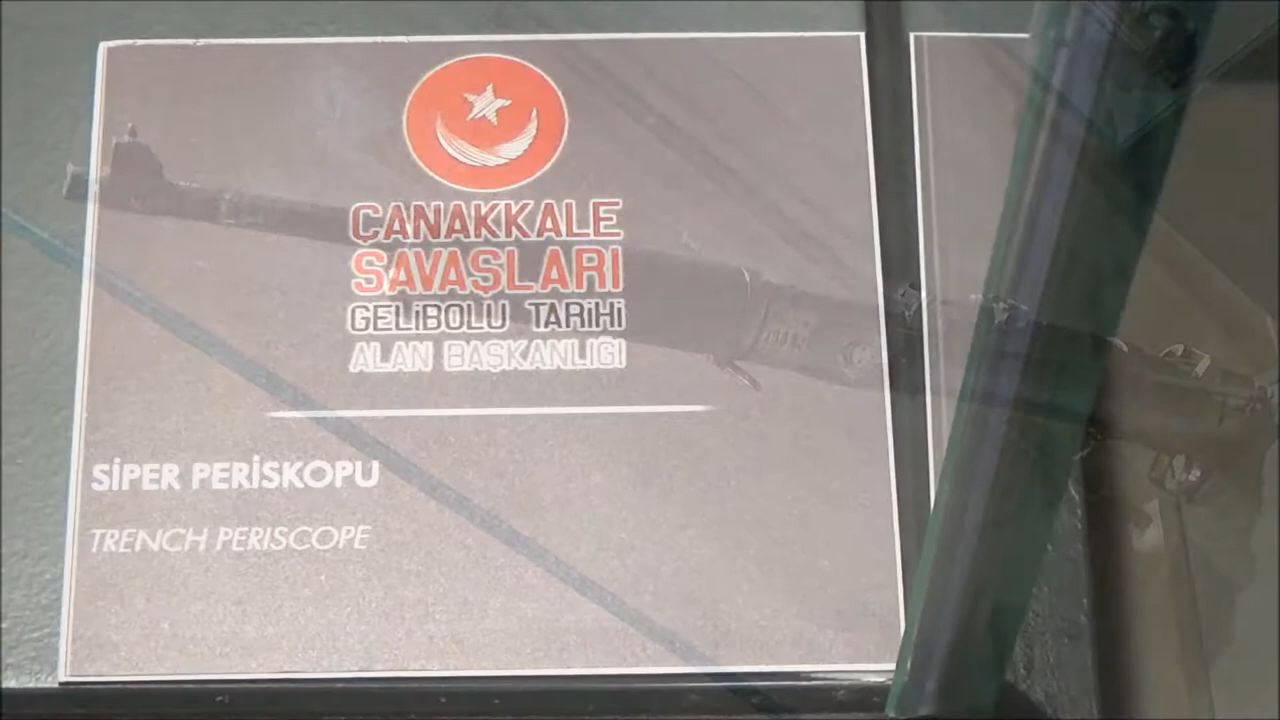 ÇANAKKALE
SAVAŞLARI
GELİBOLU TARİHİ
ALAN BAŞKANLIĞI
SİPER PERİSKOPU
TRENCH PERISCOPE